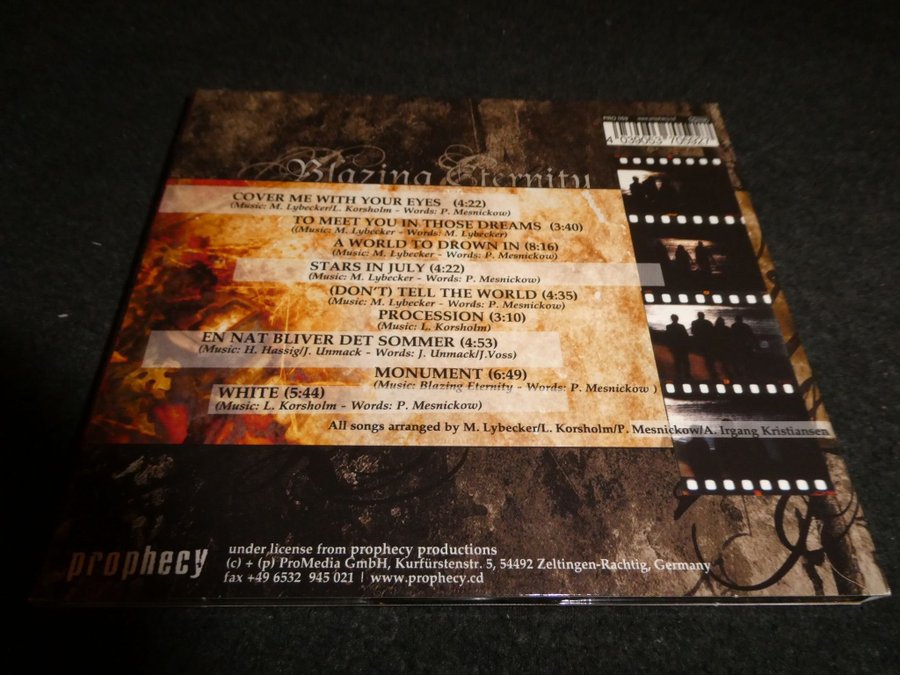 PRO 069
4 039053 705377
Blazing Eternity
COVER ME WITH YOUR EYES (4:22)
(Music: M. Lybecker/L. Korsholm - Words: P. Mesnickow)
TO MEET YOU IN THOSE DREAMS (3:40)
((Music: M. Lybecker - Words: M. Lybecker)
A WORLD TO DROWN IN (8:16)
(Music: M. Lybecker - Words: P. Mesnickow)
STARS IN JULY (4:22)
(Music: M. Lybecker - Words: P. Mesnickow)
(DON'T) TELL THE WORLD (4:35)
(Music: M. Lybecker - Words: P. Mesnickow)
PROCESSION (3:10)
(Music: L. Korsholm)
EN NAT BLIVER DET SOMMER (4:53)
(Music: H. Hassig/J. Unmack - Words: J. Unmack/J.Voss)
MONUMENT (6:49)
(Music: Blazing Eternity - Words: P. Mesnickow )
WHITE (5:44)
(Music: L. Korsholm - Words: P. Mesnickow)
All songs arranged by M. Lybecker/L. Korsholm/P. Mesnickow/A. Irgang Kristiansen
prophecy
under license from prophecy productions
(c) + (p) ProMedia GmbH, Kurfürstenstr. 5, 54492 Zeltingen-Rachtig, Germany
fax +49 6532 945 021 | www.prophecy.cd